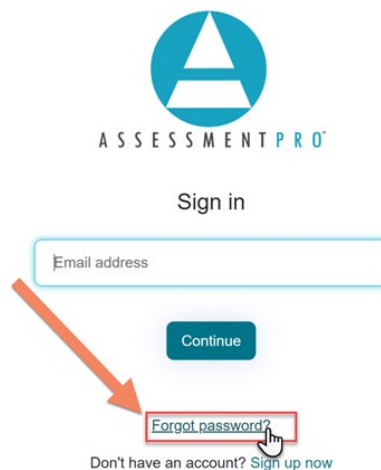 ASSESSMENTPRO
Sign in
Email address
Continue
Forgot password?
Don't have an account? Sign up now